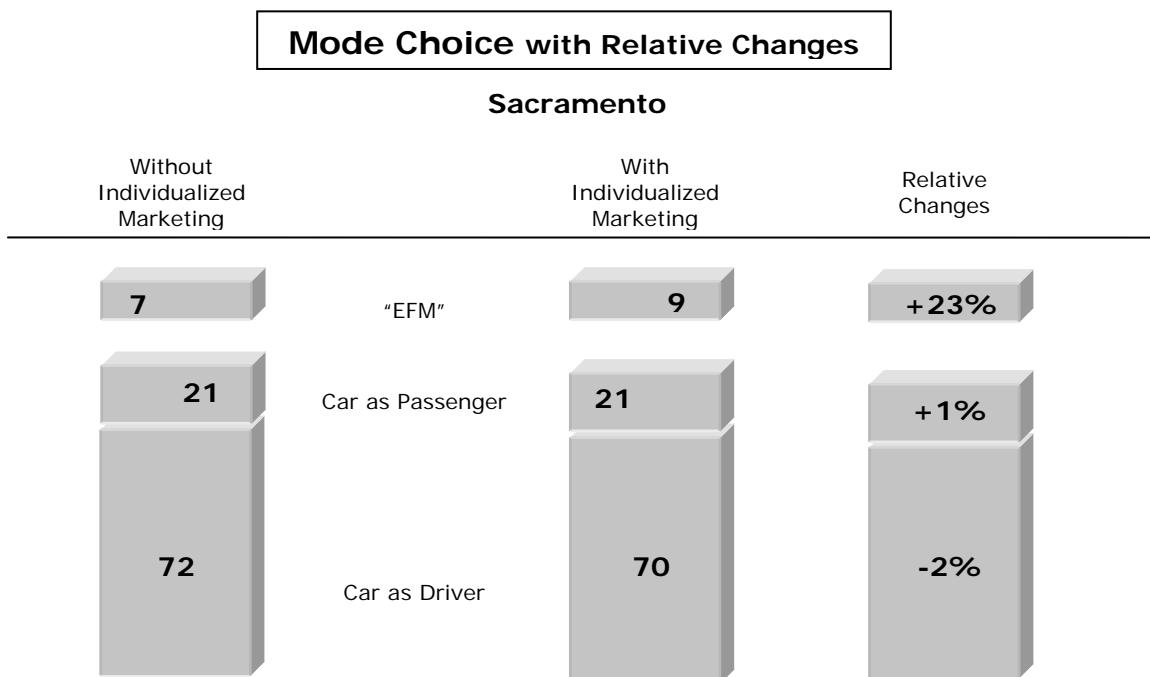 Mode Choice with Relative Changes
Sacramento
Without
Individualized
Marketing
With
Individualized
Marketing
Relative
Changes
7
“EFM”
9
+23%
21
Car as Passenger
21
+1%
72
Car as Driver
70
-2%